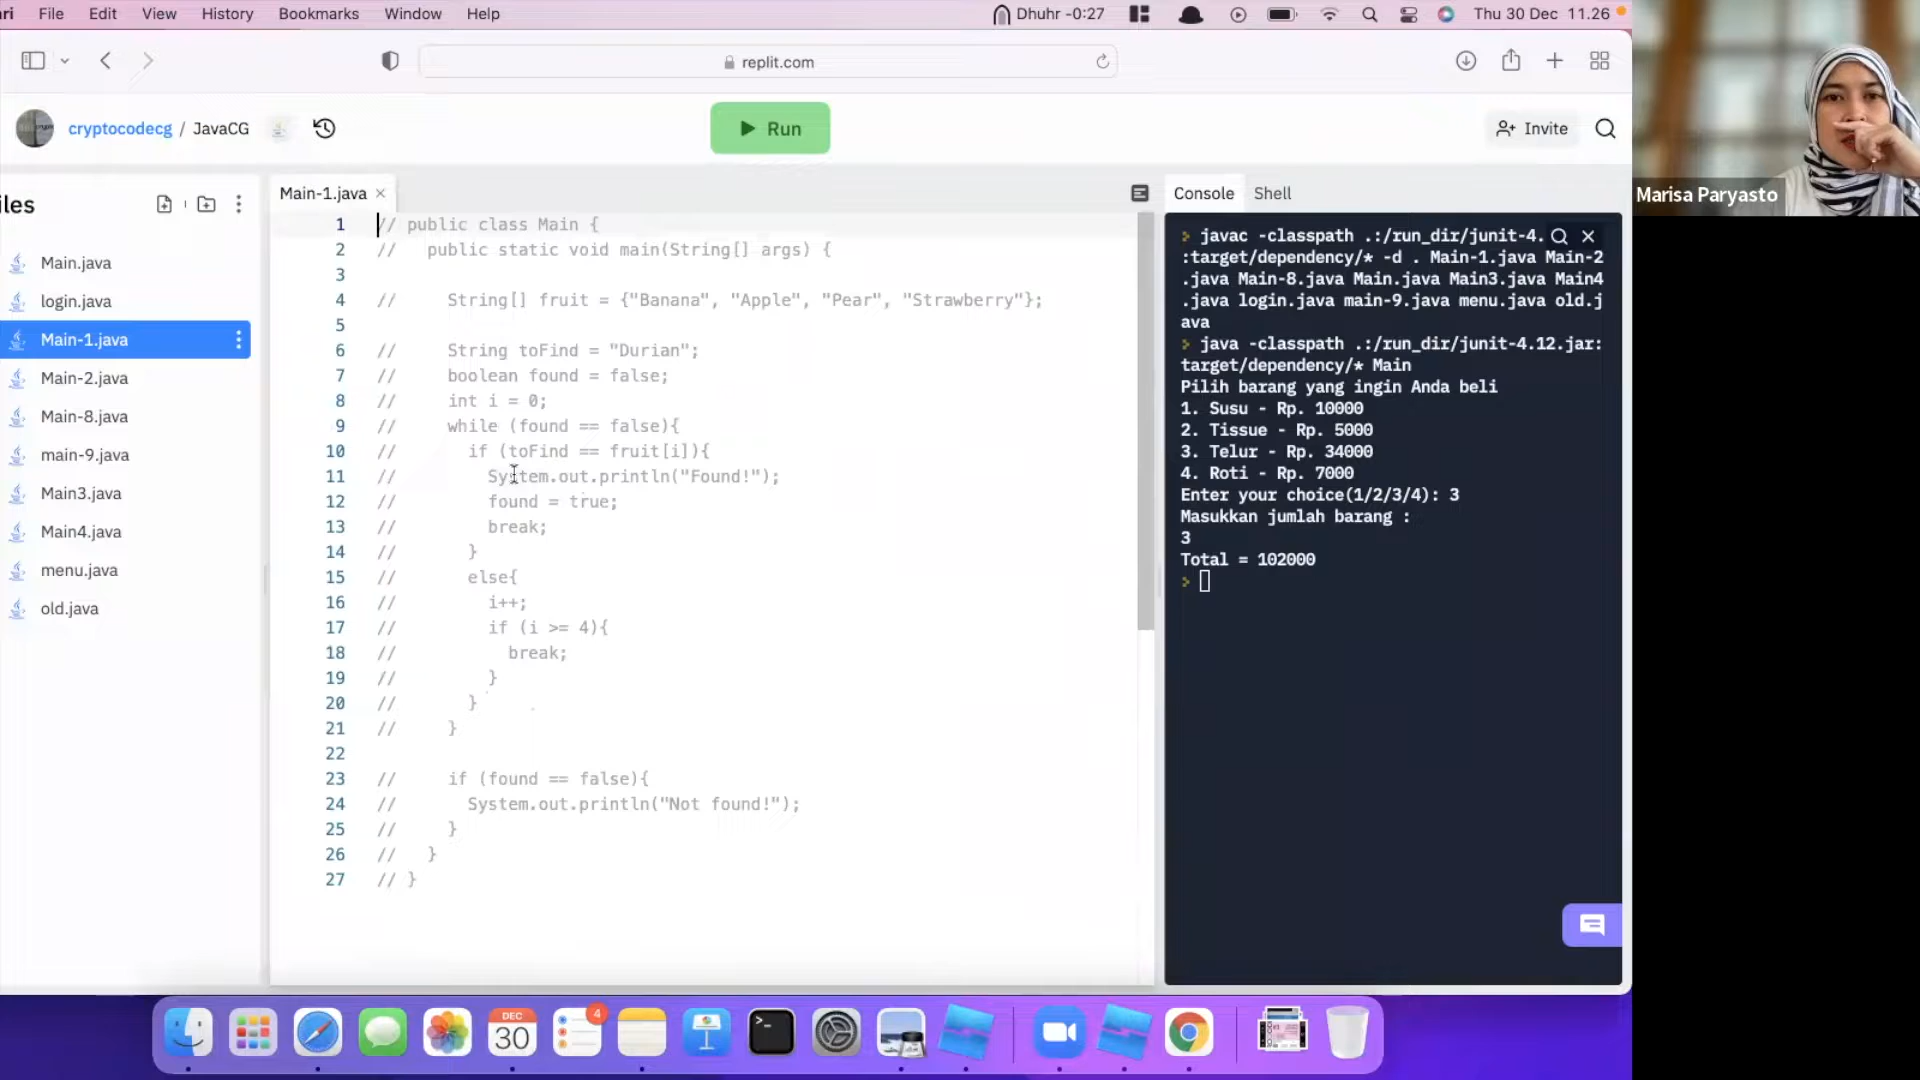 ri File Edit View History Bookmarks Window Help Dhuhr -0:27 Thu 30 Dec 11.26
replit.com
cryptocodecg / JavaCG
Run
Invite
iles
Main.java
login.java
Main-1.java
Main-2.java
Main-8.java
main-9.java
Main3.java
Main4.java
menu.java
old.java
Main-1.java
1 // public class Main {
2 //   public static void main(String[] args) {
3
4 //     String[] fruit = {"Banana", "Apple", "Pear", "Strawberry"};
5
6 //     String toFind = "Durian";
7 //     boolean found = false;
8 //     int i = 0;
9 //     while (found == false){
10 //       if (toFind == fruit[i]){
11 //         System.out.println("Found!");
12 //         found = true;
13 //         break;
14 //       }
15 //       else{
16 //         i++;
17 //         if (i >= 4){
18 //           break;
19 //         }
20 //       }
21 //     }
22
23 //     if (found == false){
24 //       System.out.println("Not found!");
25 //     }
26 //   }
27 // }
Console Shell
javac -classpath .:/run_dir/junit-4.
:target/dependency/* -d . Main-1.java Main-2
.java Main-8.java Main.java Main3.java Main4
.java login.java main-9.java menu.java old.j
ava
java -classpath .:/run_dir/junit-4.12.jar:
target/dependency/* Main
Pilih barang yang ingin Anda beli
1. Susu - Rp. 10000
2. Tissue - Rp. 5000
3. Telur - Rp. 34000
4. Roti - Rp. 7000
Enter your choice(1/2/3/4): 3
Masukkan jumlah barang :
3
Total = 102000
Marisa Paryasto
DEC
30
4